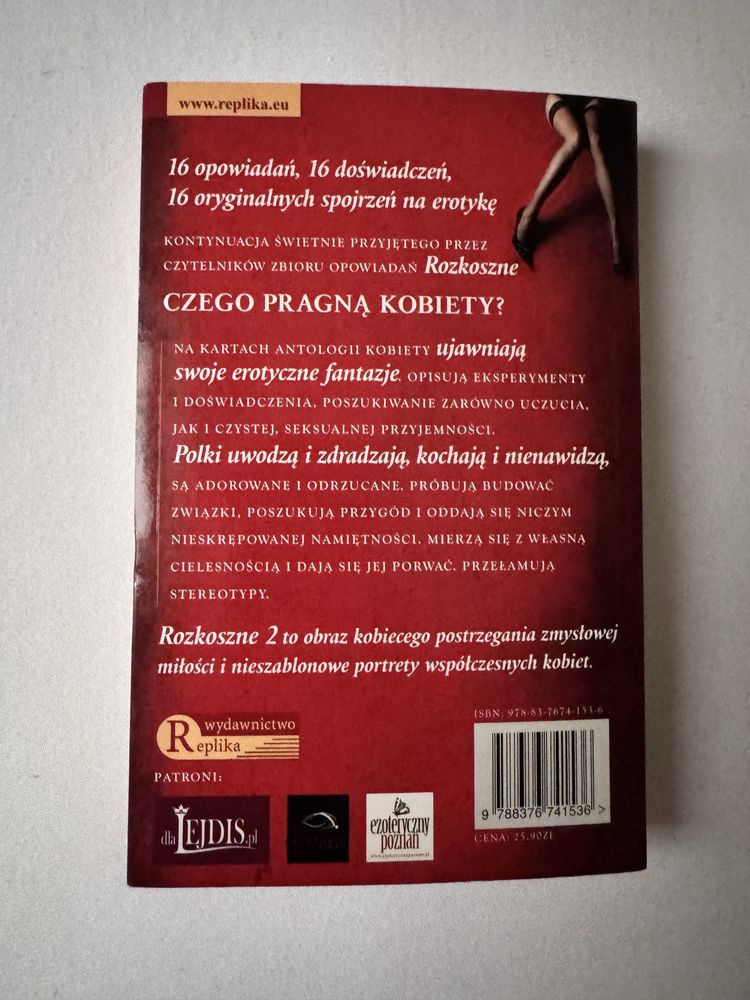 www.replika.eu
16 opowiadań, 16 doświadczeń,
16 oryginalnych spojrzeń na erotykę
KONTYNUACJA ŚWIETNIE PRZYJĘTEGO PRZEZ
CZYTELNIKÓW ZBIORU OPOWIADAŃ Rozkoszne
CZEGO PRAGNĄ KOBIETY?
NA KARTACH ANTOLOGII KOBIETY ujawniają
swoje erotyczne fantazje. OPISUJĄ EKSPERYMENTY
I DOŚWIADCZENIA, POSZUKIWANIE ZARÓWNO UCZUCIA,
JAK I CZYSTEJ, SEKSUALNEJ PRZYJEMNOŚCI.
Polki uwodzą i zdradzają, kochają i nienawidzą,
SĄ ADOROWANE I ODRZUCANE. PRÓBUJĄ BUDOWAĆ
ZWIĄZKI, POSZUKUJĄ PRZYGÓD I ODDAJĄ SIĘ NICZYM
NIESKRĘPOWANEJ NAMIĘTNOŚCI. MIERZĄ SIĘ Z WŁASNĄ
CIELESNOŚCIĄ I DAJĄ SIĘ JEJ PORWAĆ. PRZEŁAMUJĄ
STEREOTYPY.
Rozkoszne 2 to obraz kobiecego postrzegania zmysłowej
miłości i nieszablonowe portrety współczesnych kobiet.
wydawnictwo
Replika
PATRONI:
dlaLEJDIS.pl
ezoteryczny
poznań
www.ezoterycznypoznan.pl
ISBN: 978-83-7674-153-6
9 788376 741536 >
CENA: 25,90ZŁ